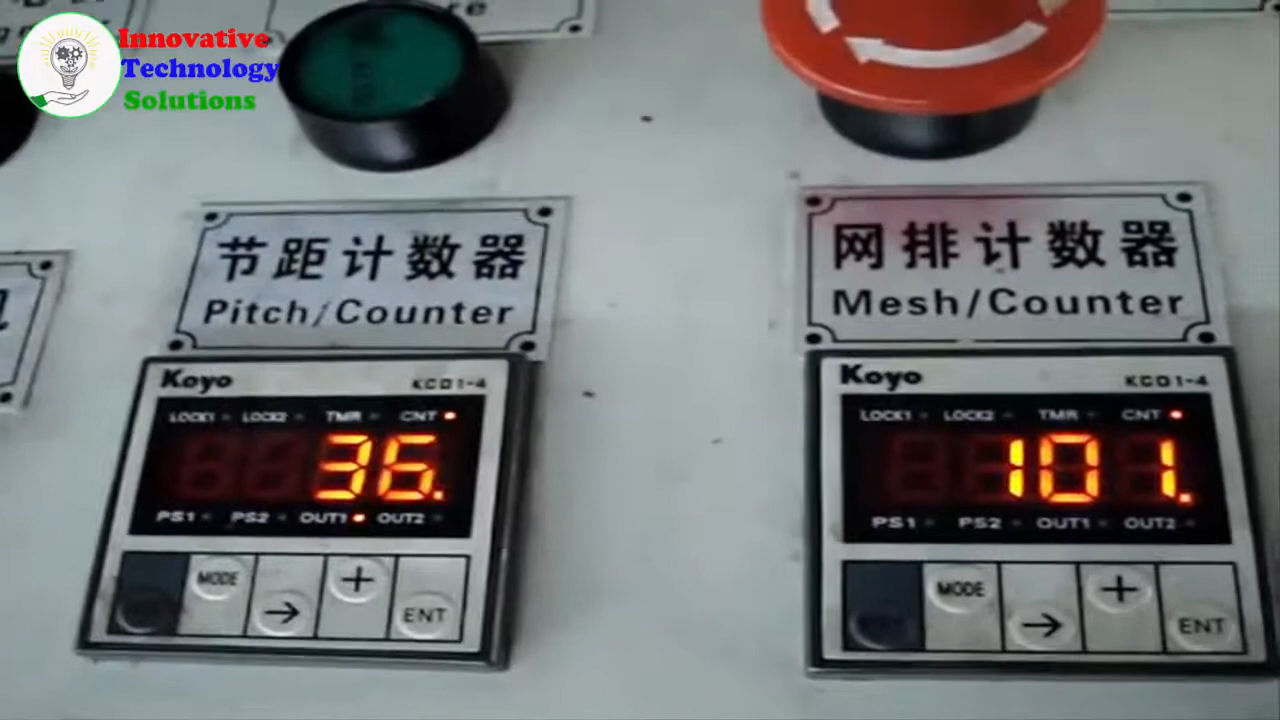 Innovative
Technology
Solutions
节距计数器
Pitch/Counter
网排计数器
Mesh/Counter
Koyo KCO1-4
LOCK1 LOCK2 TMR CNT
36.
PS1 PS2 OUT1 OUT2
MODE → + ENT
Koyo KCO1-4
LOCK1 LOCK2 TMR CNT
101.
PS1 PS2 OUT1 OUT2
MODE → + ENT